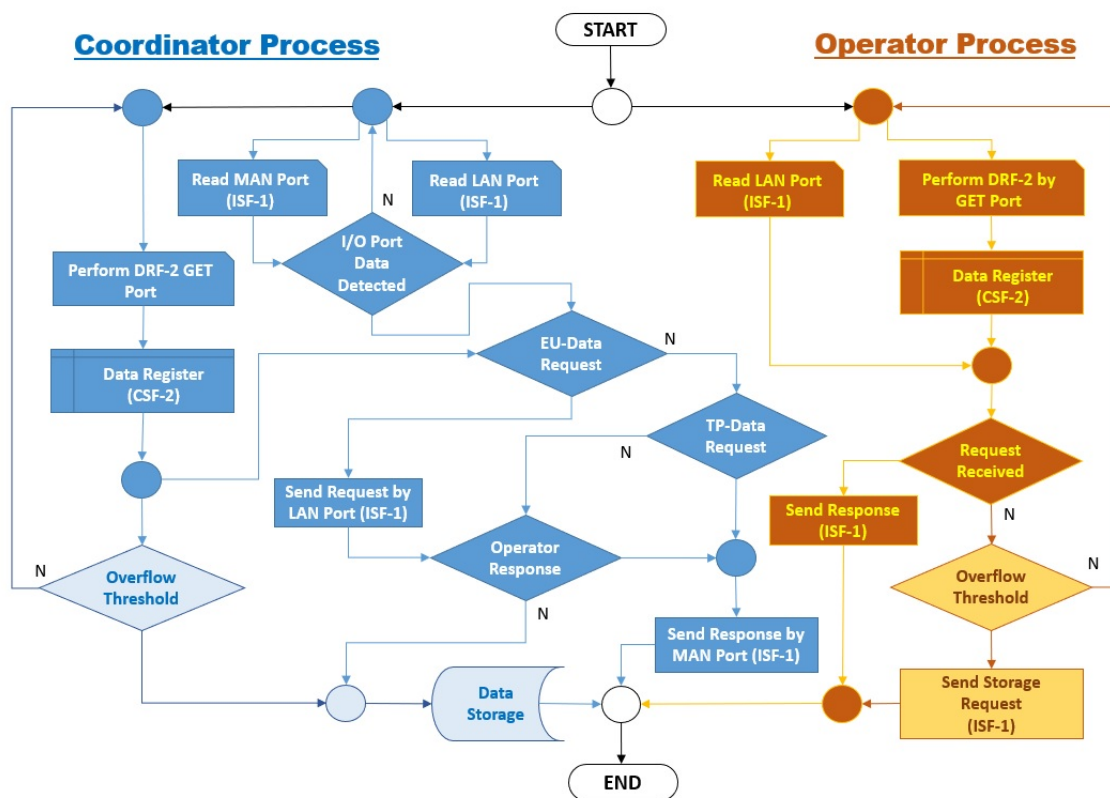 START
Coordinator Process
Operator Process
Read MAN Port
(ISF-1)
N
Read LAN Port
(ISF-1)
I/O Port
Data
Detected
Perform DRF-2 GET
Port
Data Register
(CSF-2)
EU-Data
Request
N
TP-Data
Request
N
Send Request by
LAN Port (ISF-1)
Operator
Response
N
Overflow
Threshold
N
Send Response by
MAN Port (ISF-1)
Data
Storage
Read LAN Port
(ISF-1)
Perform DRF-2 by
GET Port
Data Register
(CSF-2)
Request
Received
N
Send Response
(ISF-1)
Overflow
Threshold
N
Send Storage
Request
(ISF-1)
END